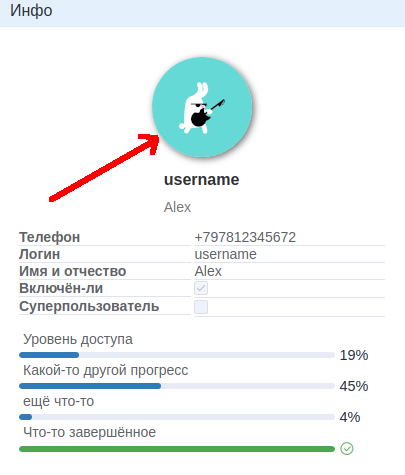 Инфо
username
Alex
Телефон +797812345672
Логин username
Имя и отчество Alex
Включён-ли
Суперпользователь
Уровень доступа
19%
Какой-то другой прогресс
45%
ещё что-то
4%
Что-то завершённое